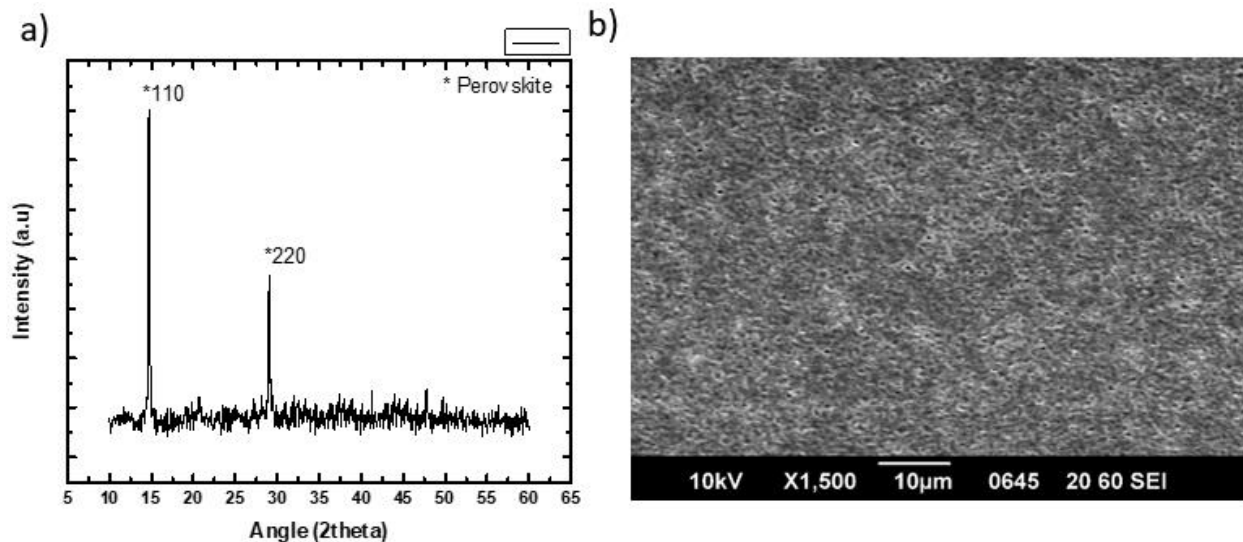 a)
* Perovskite
*110
*220
Intensity (a.u)
5 10 15 20 25 30 35 40 45 50 55 60 65
Angle (2theta)
b)
10kV X1,500 10µm 0645 20 60 SEI